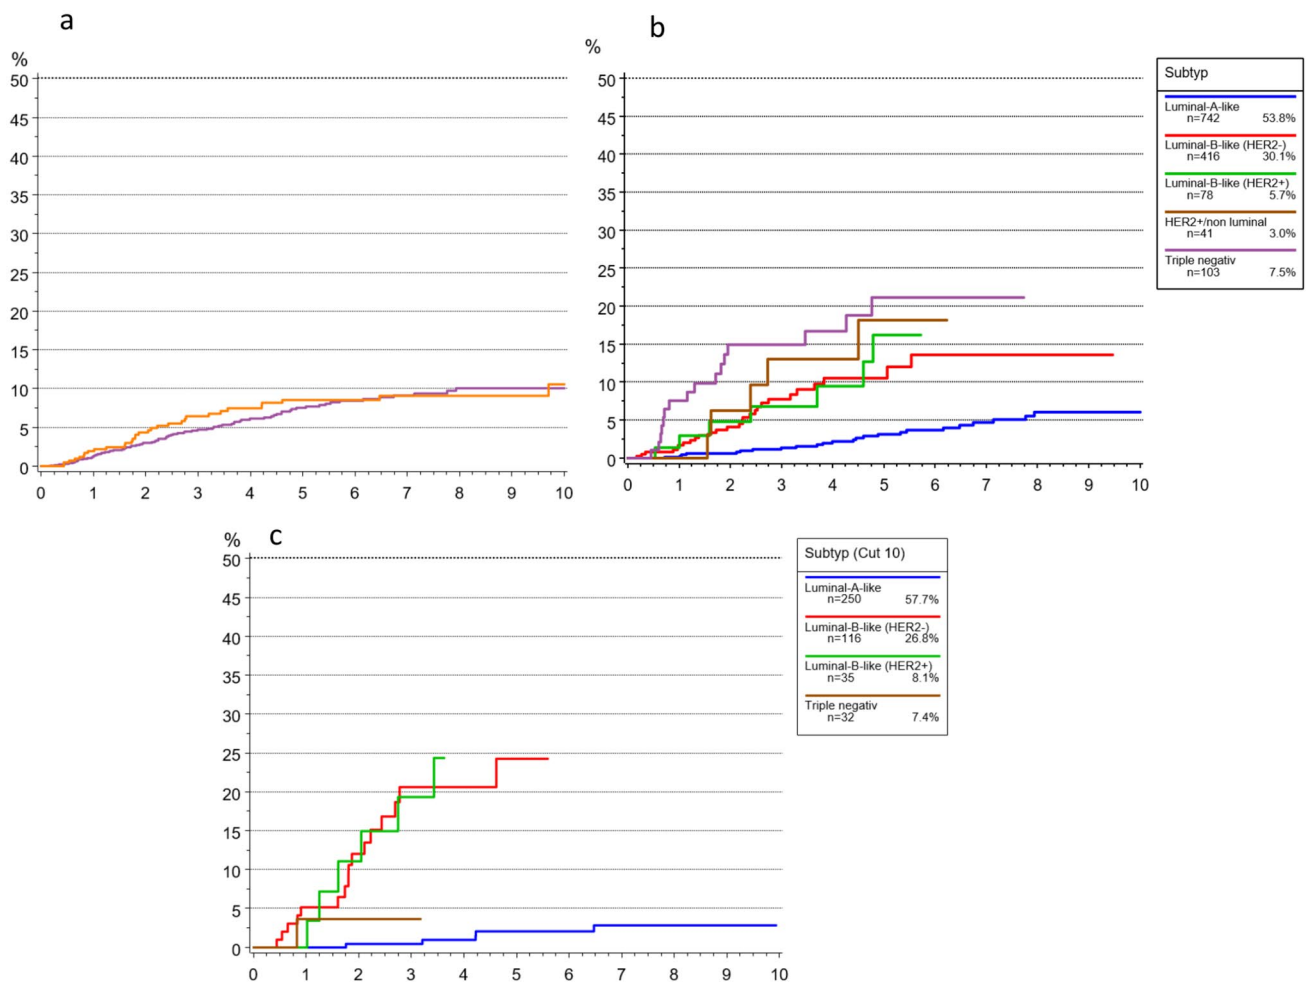 a
%
50
45
40
35
30
25
20
15
10
5
0
0 1 2 3 4 5 6 7 8 9 10
b
%
50
45
40
35
30
25
20
15
10
5
0
0 1 2 3 4 5 6 7 8 9 10
Subtyp
Luminal-A-like
n=742 53.8%
Luminal-B-like (HER2-)
n=416 30.1%
Luminal-B-like (HER2+)
n=78 5.7%
HER2+/non luminal
n=41 3.0%
Triple negativ
n=103 7.5%
c
%
50
45
40
35
30
25
20
15
10
5
0
0 1 2 3 4 5 6 7 8 9 10
Subtyp (Cut 10)
Luminal-A-like
n=250 57.7%
Luminal-B-like (HER2-)
n=116 26.8%
Luminal-B-like (HER2+)
n=35 8.1%
Triple negativ
n=32 7.4%